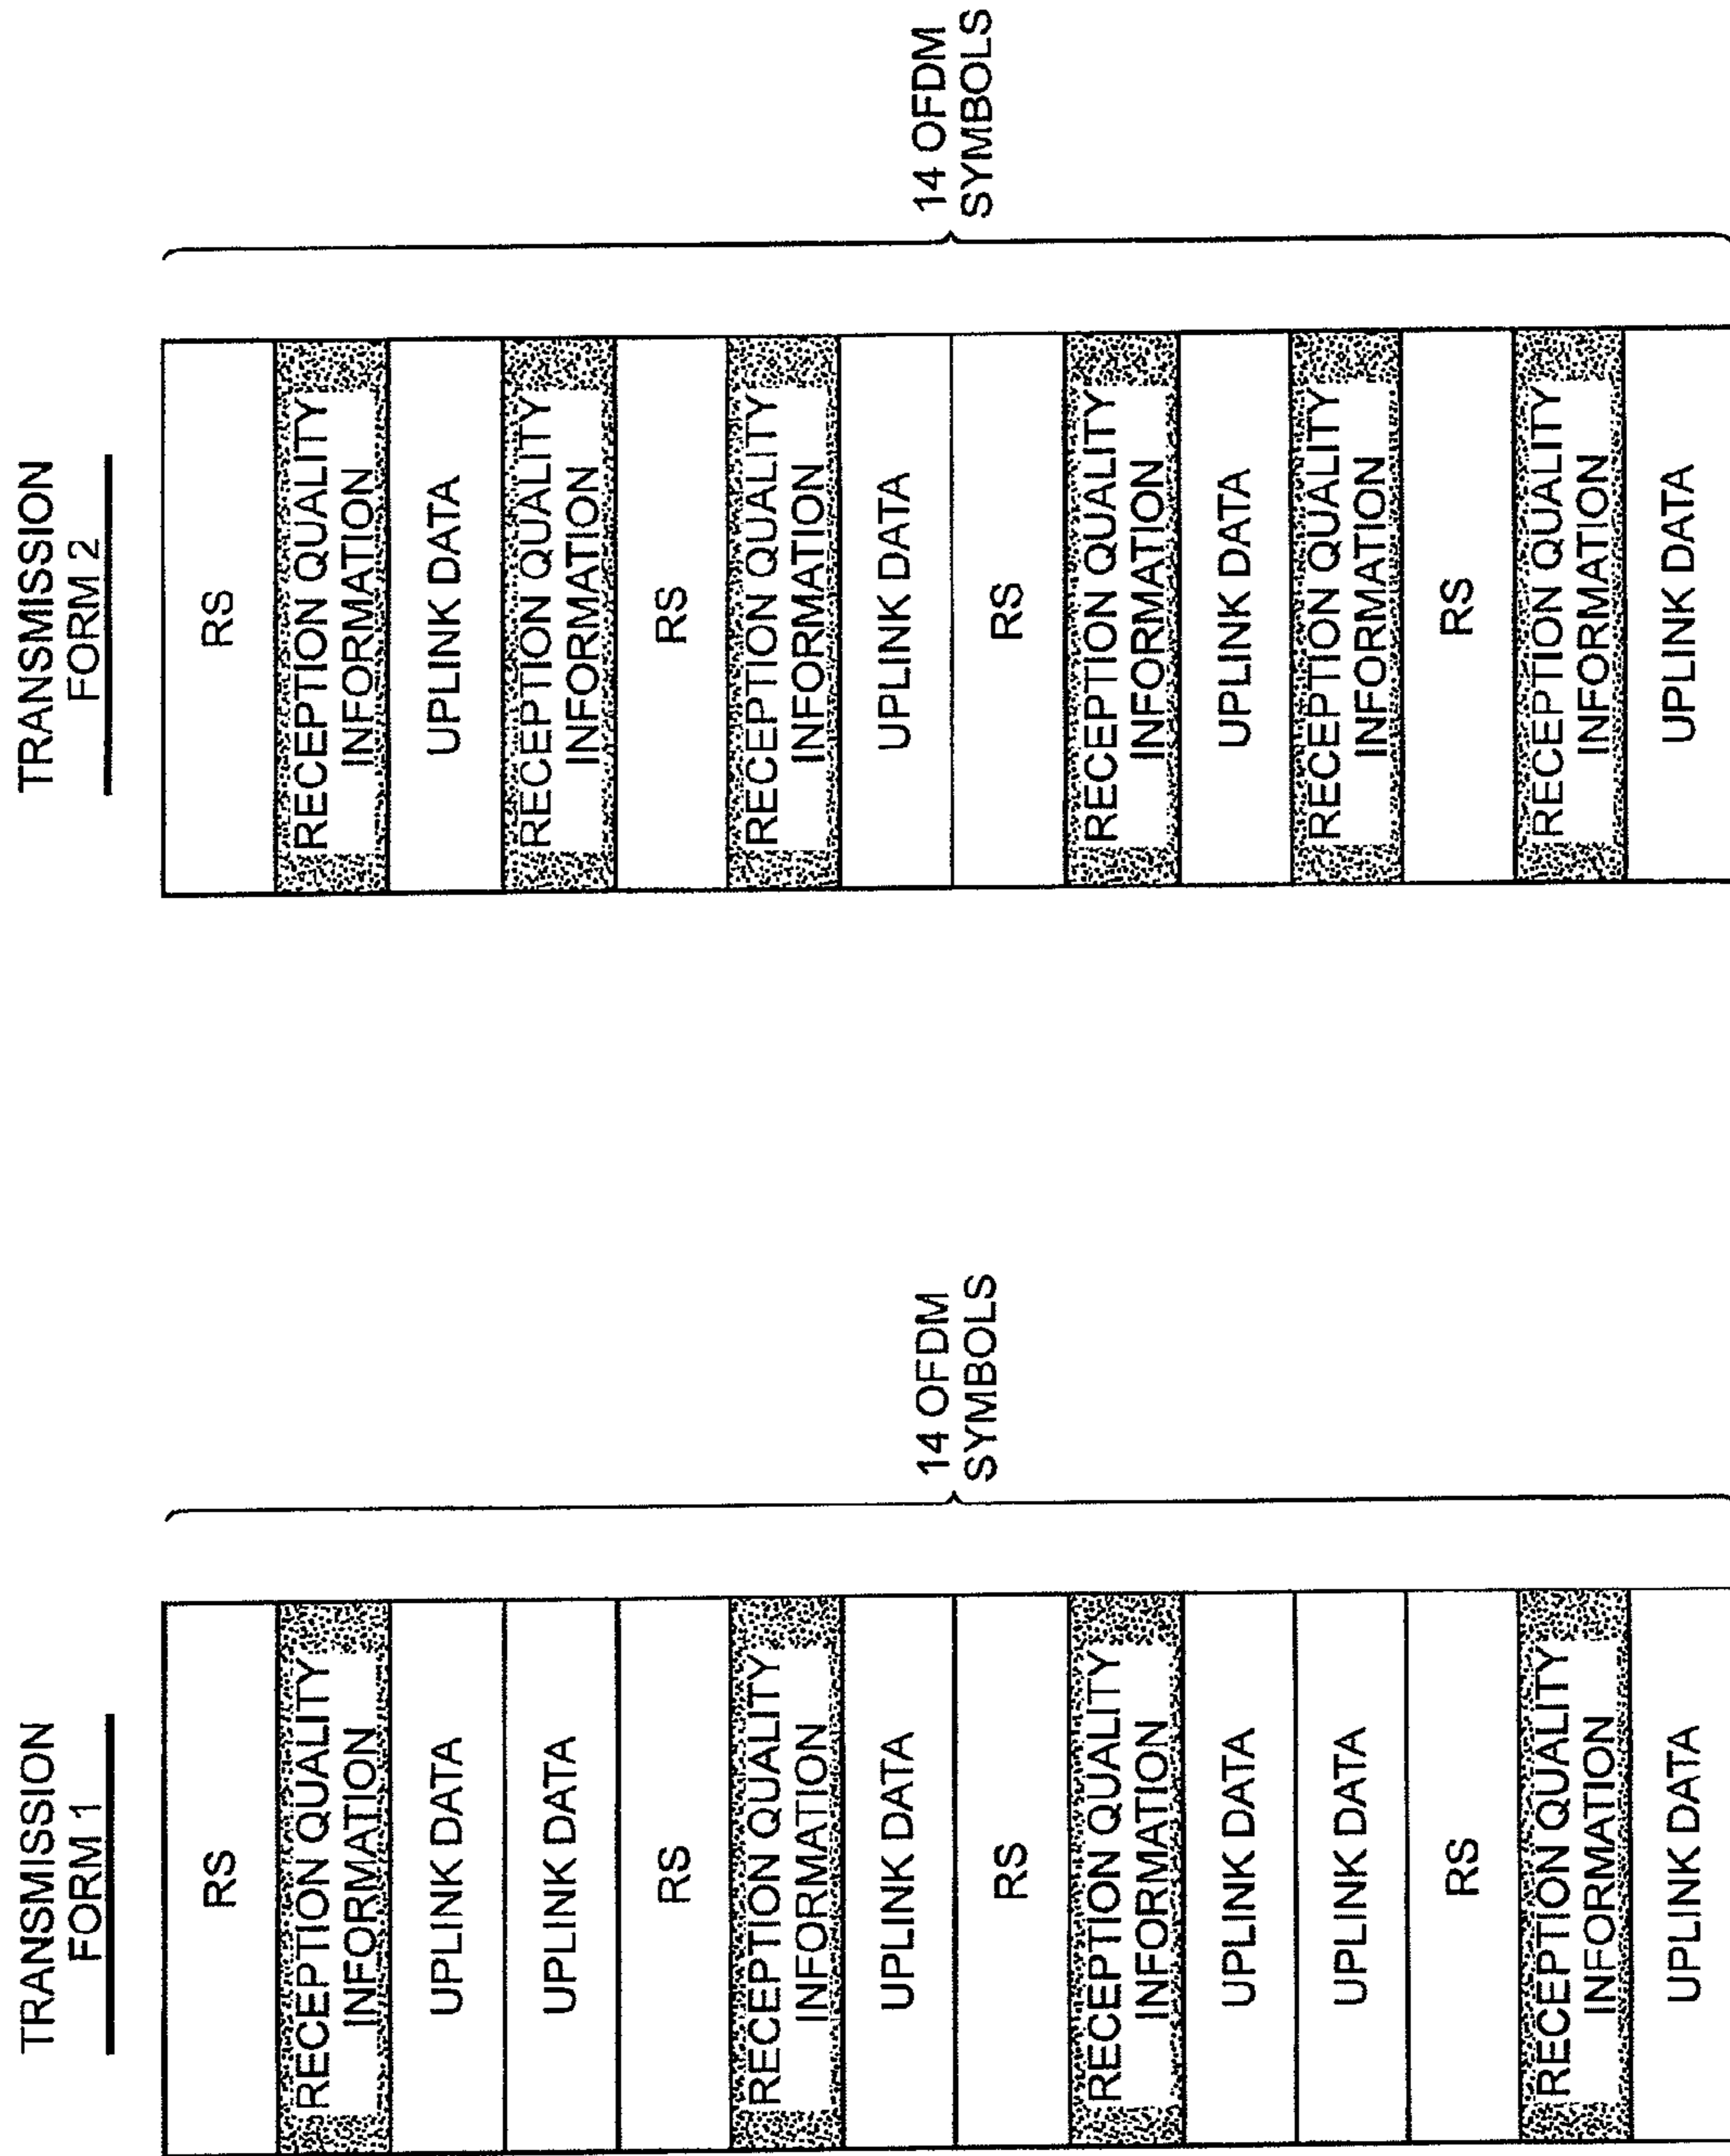 TRANSMISSION
FORM 1
RS
RECEPTION QUALITY
INFORMATION
UPLINK DATA
UPLINK DATA
RS
RECEPTION QUALITY
INFORMATION
UPLINK DATA
RS
RECEPTION QUALITY
INFORMATION
UPLINK DATA
UPLINK DATA
RS
RECEPTION QUALITY
INFORMATION
UPLINK DATA
14 OFDM
SYMBOLS
TRANSMISSION
FORM 2
RS
RECEPTION QUALITY
INFORMATION
UPLINK DATA
RECEPTION QUALITY
INFORMATION
RS
RECEPTION QUALITY
INFORMATION
UPLINK DATA
RS
RECEPTION QUALITY
INFORMATION
UPLINK DATA
RECEPTION QUALITY
INFORMATION
RS
RECEPTION QUALITY
INFORMATION
UPLINK DATA
14 OFDM
SYMBOLS